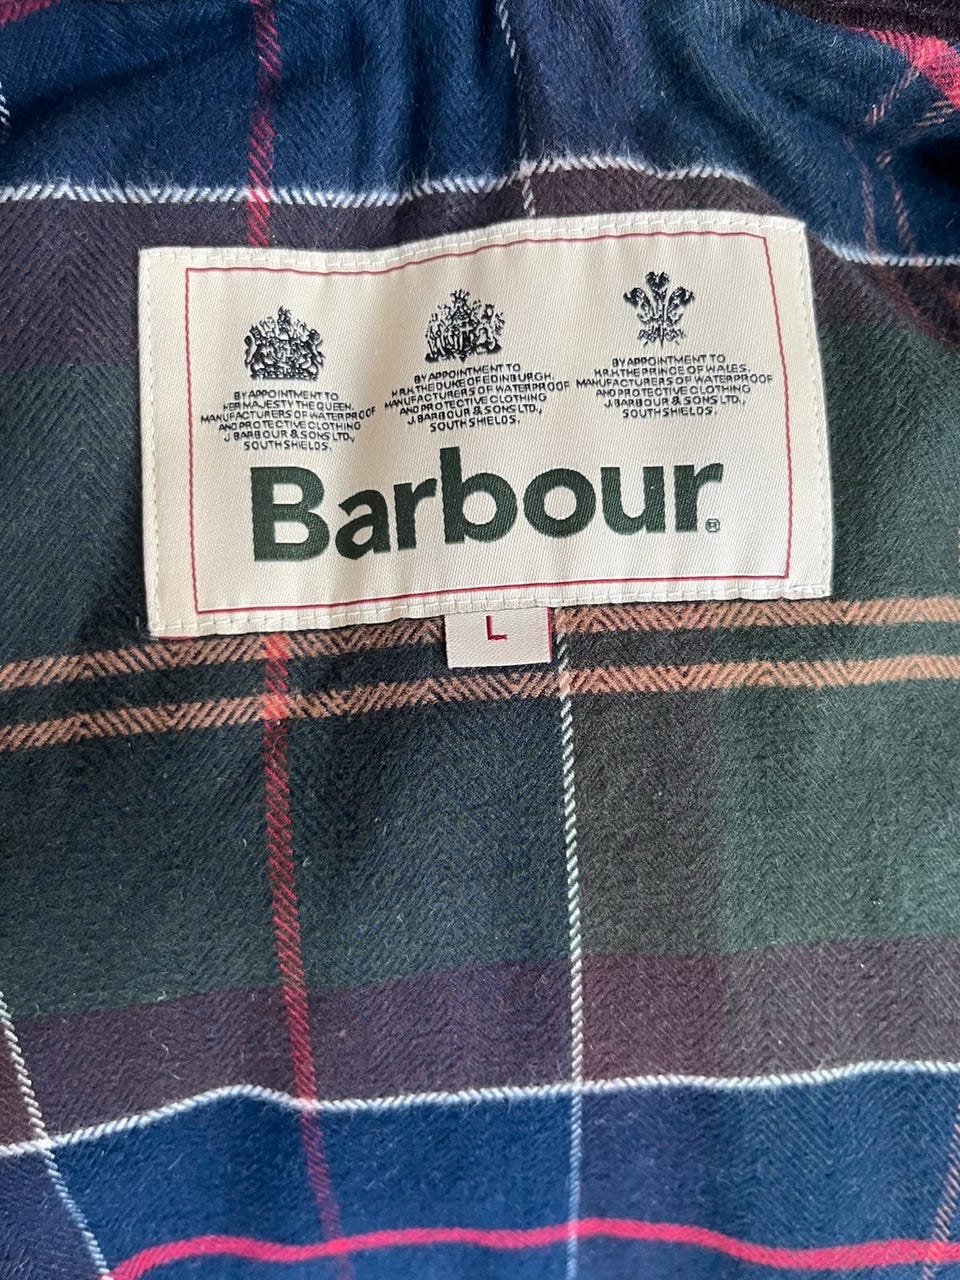 BY APPOINTMENT TO
HER MAJESTY THE QUEEN,
MANUFACTURERS OF WATERPROOF
AND PROTECTIVE CLOTHING
J. BARBOUR & SONS LTD.,
SOUTH SHIELDS.
BY APPOINTMENT TO
H.R.H. THE DUKE OF EDINBURGH,
MANUFACTURERS OF WATERPROOF
AND PROTECTIVE CLOTHING
J. BARBOUR & SONS LTD.,
SOUTH SHIELDS.
BY APPOINTMENT TO
H.R.H. THE PRINCE OF WALES,
MANUFACTURERS OF WATERPROOF
AND PROTECTIVE CLOTHING
J. BARBOUR & SONS LTD.,
SOUTH SHIELDS.
Barbour®
L